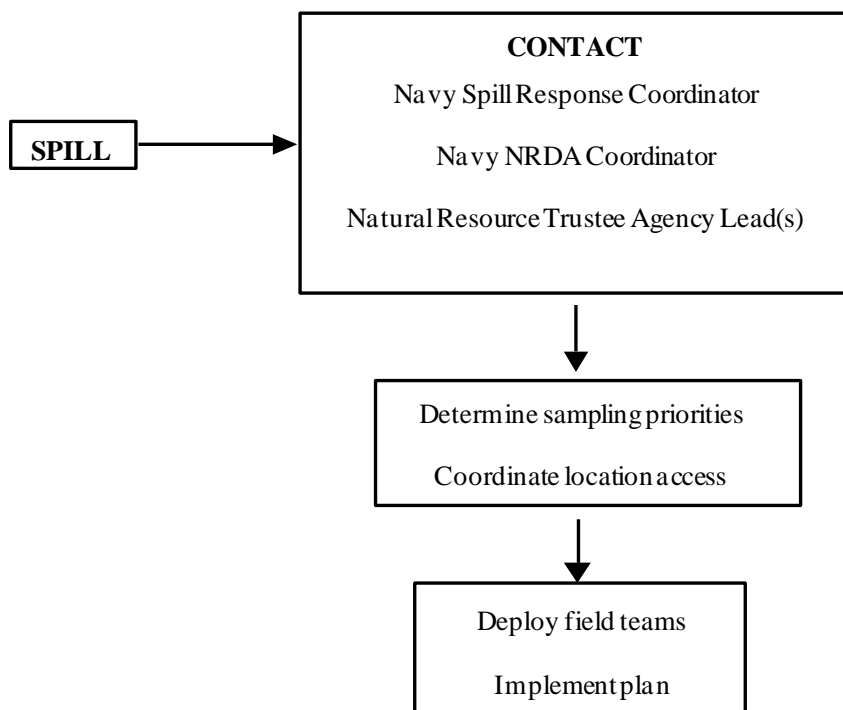 SPILL
CONTACT
Navy Spill Response Coordinator
Navy NRDA Coordinator
Natural Resource Trustee Agency Lead(s)
Determine sampling priorities
Coordinate location access
Deploy field teams
Implement plan